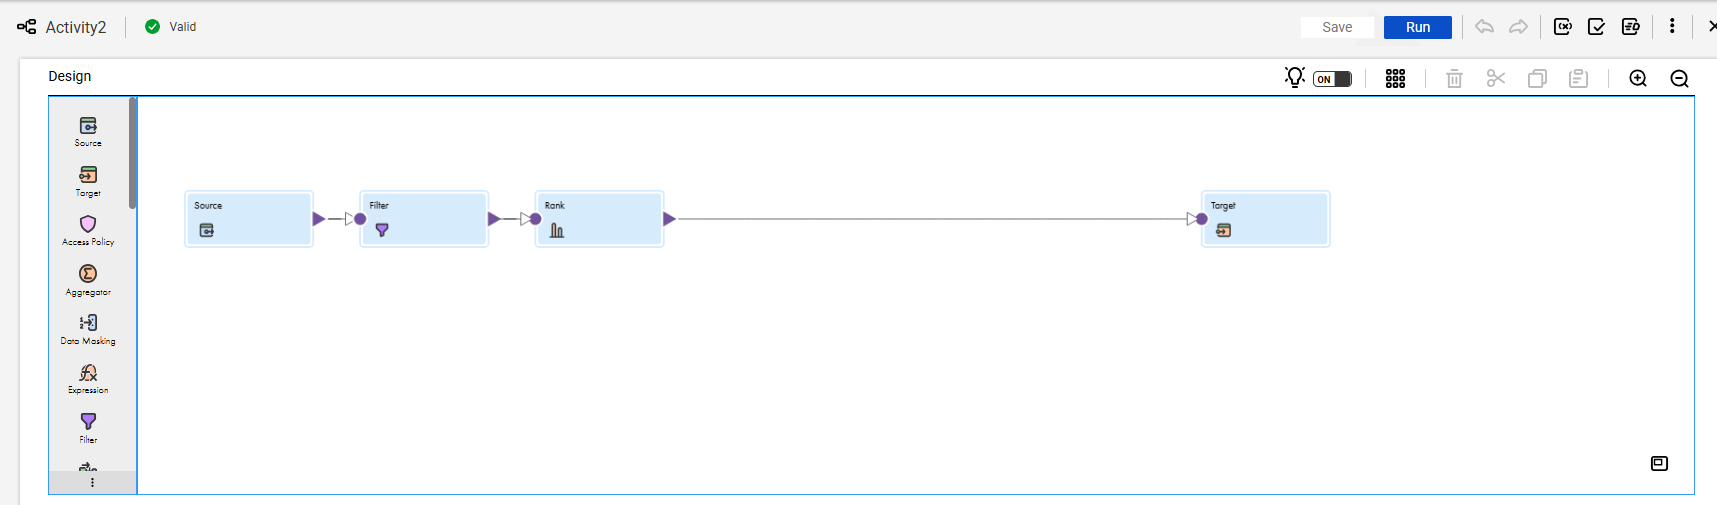 Activity2
Valid
Save
Run
Design
ON
Source
Target
Access Policy
Aggregator
Data Masking
Expression
Filter
Source
Filter
Rank
Target